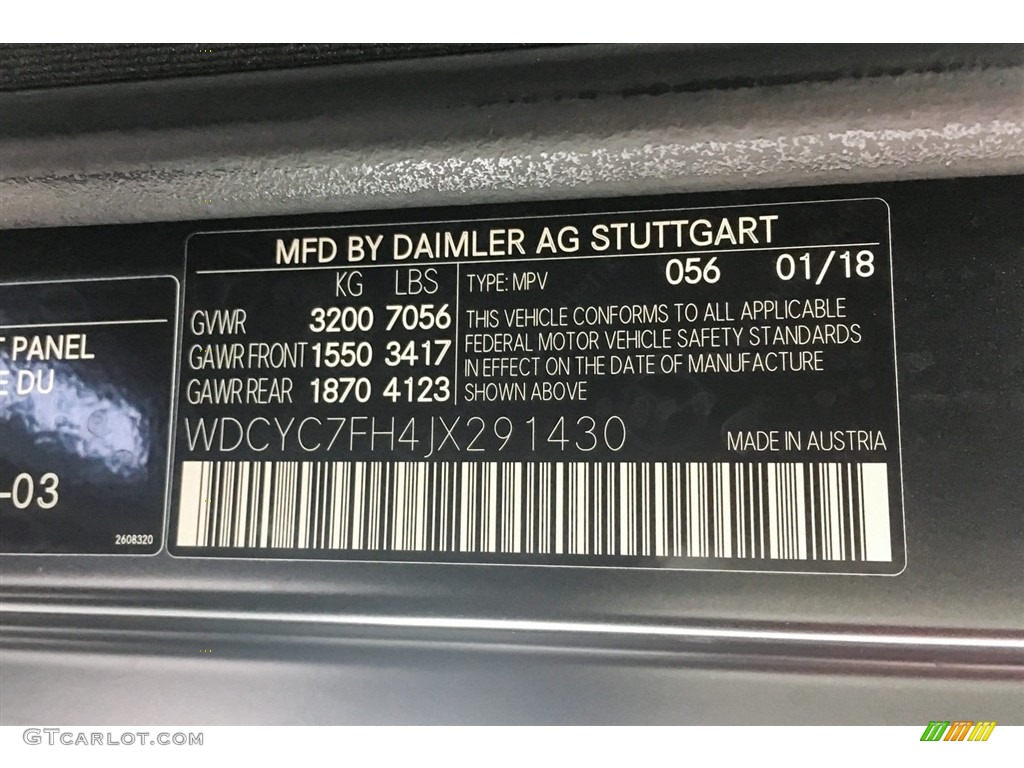 MFD BY DAIMLER AG STUTTGART
KG LBS
GVWR 3200 7056
GAWR FRONT 1550 3417
GAWR REAR 1870 4123
TYPE: MPV 056 01/18
THIS VEHICLE CONFORMS TO ALL APPLICABLE
FEDERAL MOTOR VEHICLE SAFETY STANDARDS
IN EFFECT ON THE DATE OF MANUFACTURE
SHOWN ABOVE
WDCYC7FH4JX291430 MADE IN AUSTRIA
PANEL
DU
-03
2608320
GTCARLOT.COM